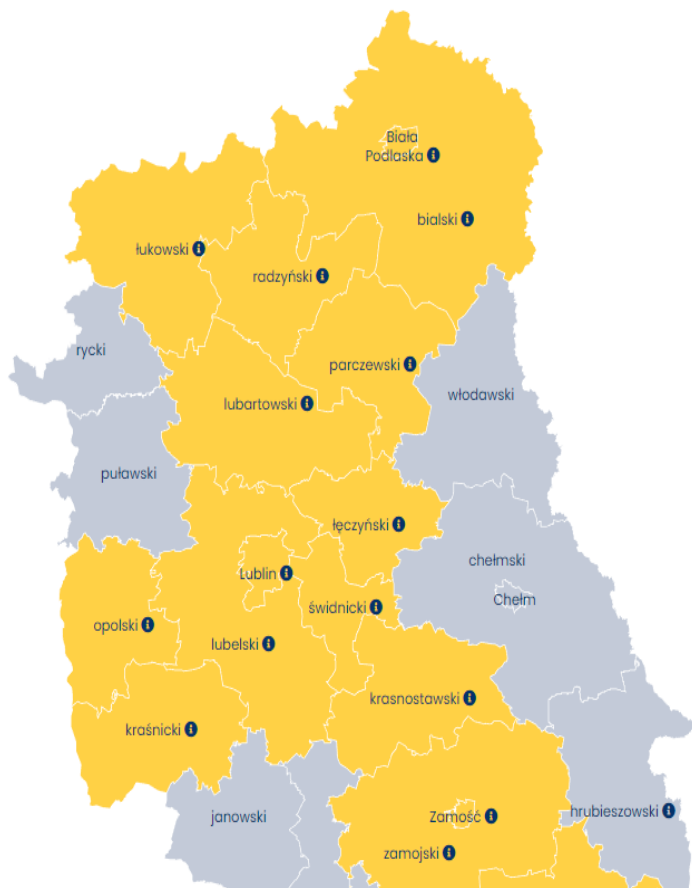 Biała
Podlaska
bialski
łukowski
radzyński
rycki
parczewski
włodawski
lubartowski
puławski
łęczyński
chełmski
Lublin
Chełm
świdnicki
opolski
lubelski
krasnostawski
kraśnicki
janowski
Zamość
hrubieszowski
zamojski